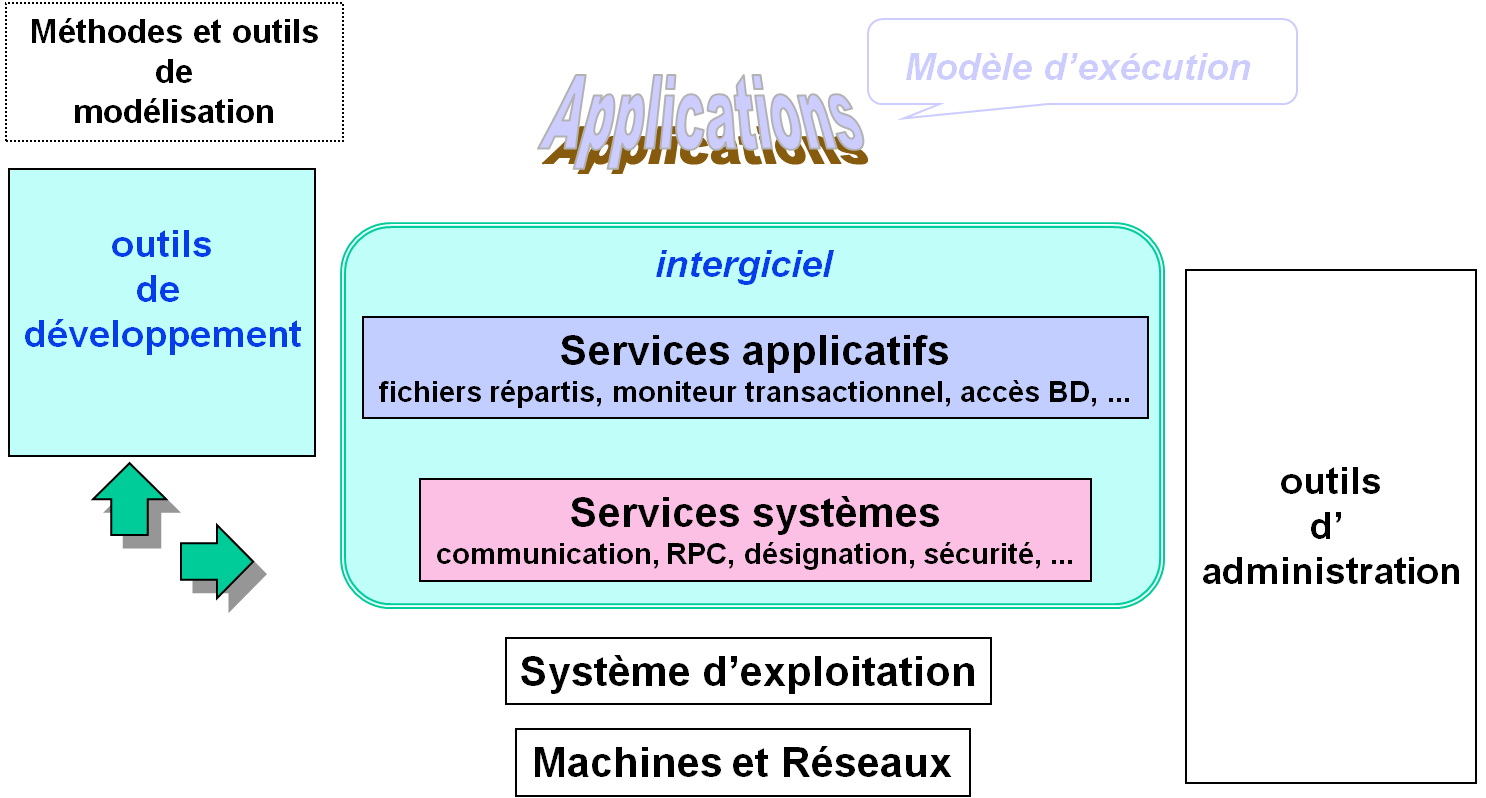 Méthodes et outils
de
modélisation
Applications
Modèle d’exécution
outils
de
développement
intergiciel
Services applicatifs
fichiers répartis, moniteur transactionnel, accès BD, ...
Services systèmes
communication, RPC, désignation, sécurité, ...
outils
d’
administration
Système d’exploitation
Machines et Réseaux